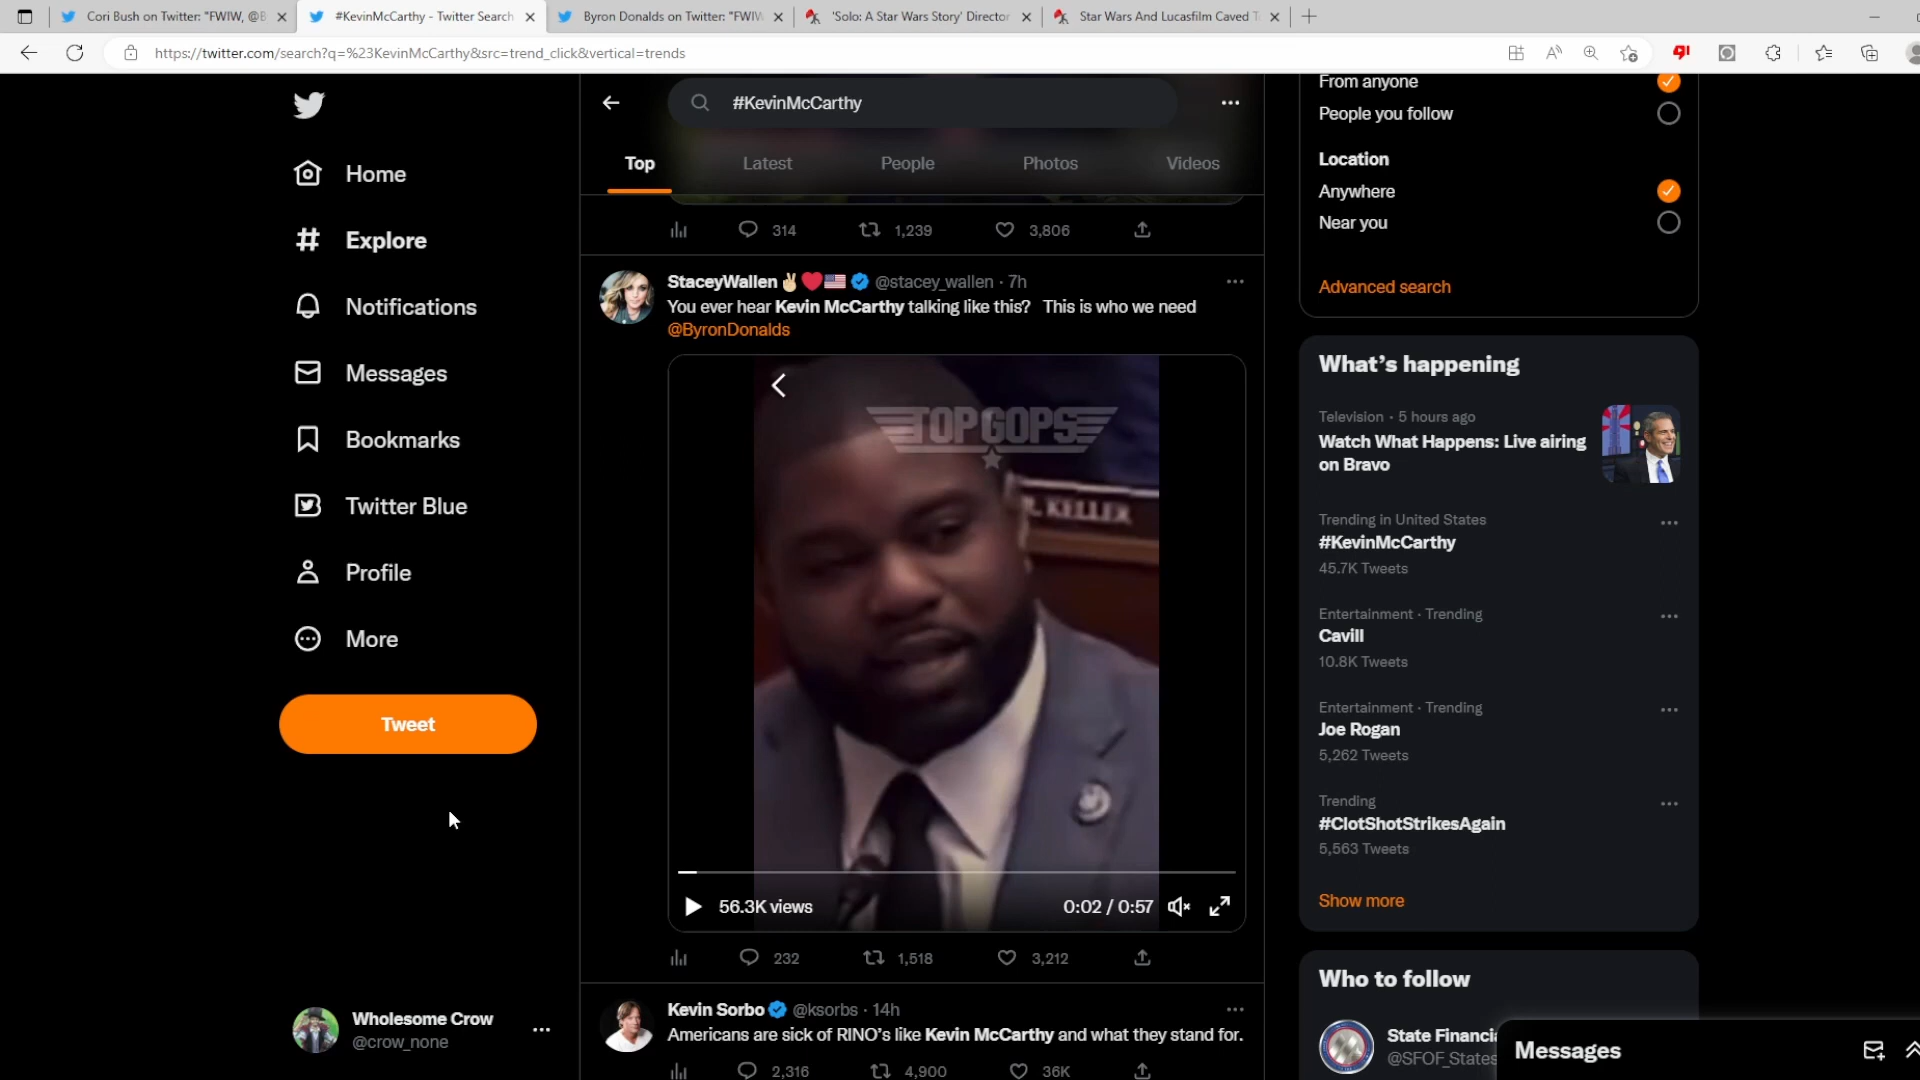 Cori Bush on Twitter: "FWIW, @B
#KevinMcCarthy - Twitter Search
Byron Donalds on Twitter: "FWIW
'Solo: A Star Wars Story' Director
Star Wars And Lucasfilm Caved T
https://twitter.com/search?q=%23KevinMcCarthy&src=trend_click&vertical=trends
Home
Explore
Notifications
Messages
Bookmarks
Twitter Blue
Profile
More
Tweet
Wholesome Crow
@crow_none
#KevinMcCarthy
Top
Latest
People
Photos
Videos
314
1,239
3,806
StaceyWallen @stacey_wallen · 7h
You ever hear Kevin McCarthy talking like this? This is who we need
@ByronDonalds
TOP GOPS
R. KELLER
56.3K views
0:02 / 0:57
232
1,518
3,212
Kevin Sorbo @ksorbs · 14h
Americans are sick of RINO's like Kevin McCarthy and what they stand for.
2,316
4,900
36K
From anyone
People you follow
Location
Anywhere
Near you
Advanced search
What's happening
Television · 5 hours ago
Watch What Happens: Live airing
on Bravo
Trending in United States
#KevinMcCarthy
45.7K Tweets
Entertainment · Trending
Cavill
10.8K Tweets
Entertainment · Trending
Joe Rogan
5,262 Tweets
Trending
#ClotShotStrikesAgain
5,563 Tweets
Show more
Who to follow
State Financia
@SFOF_States
Messages